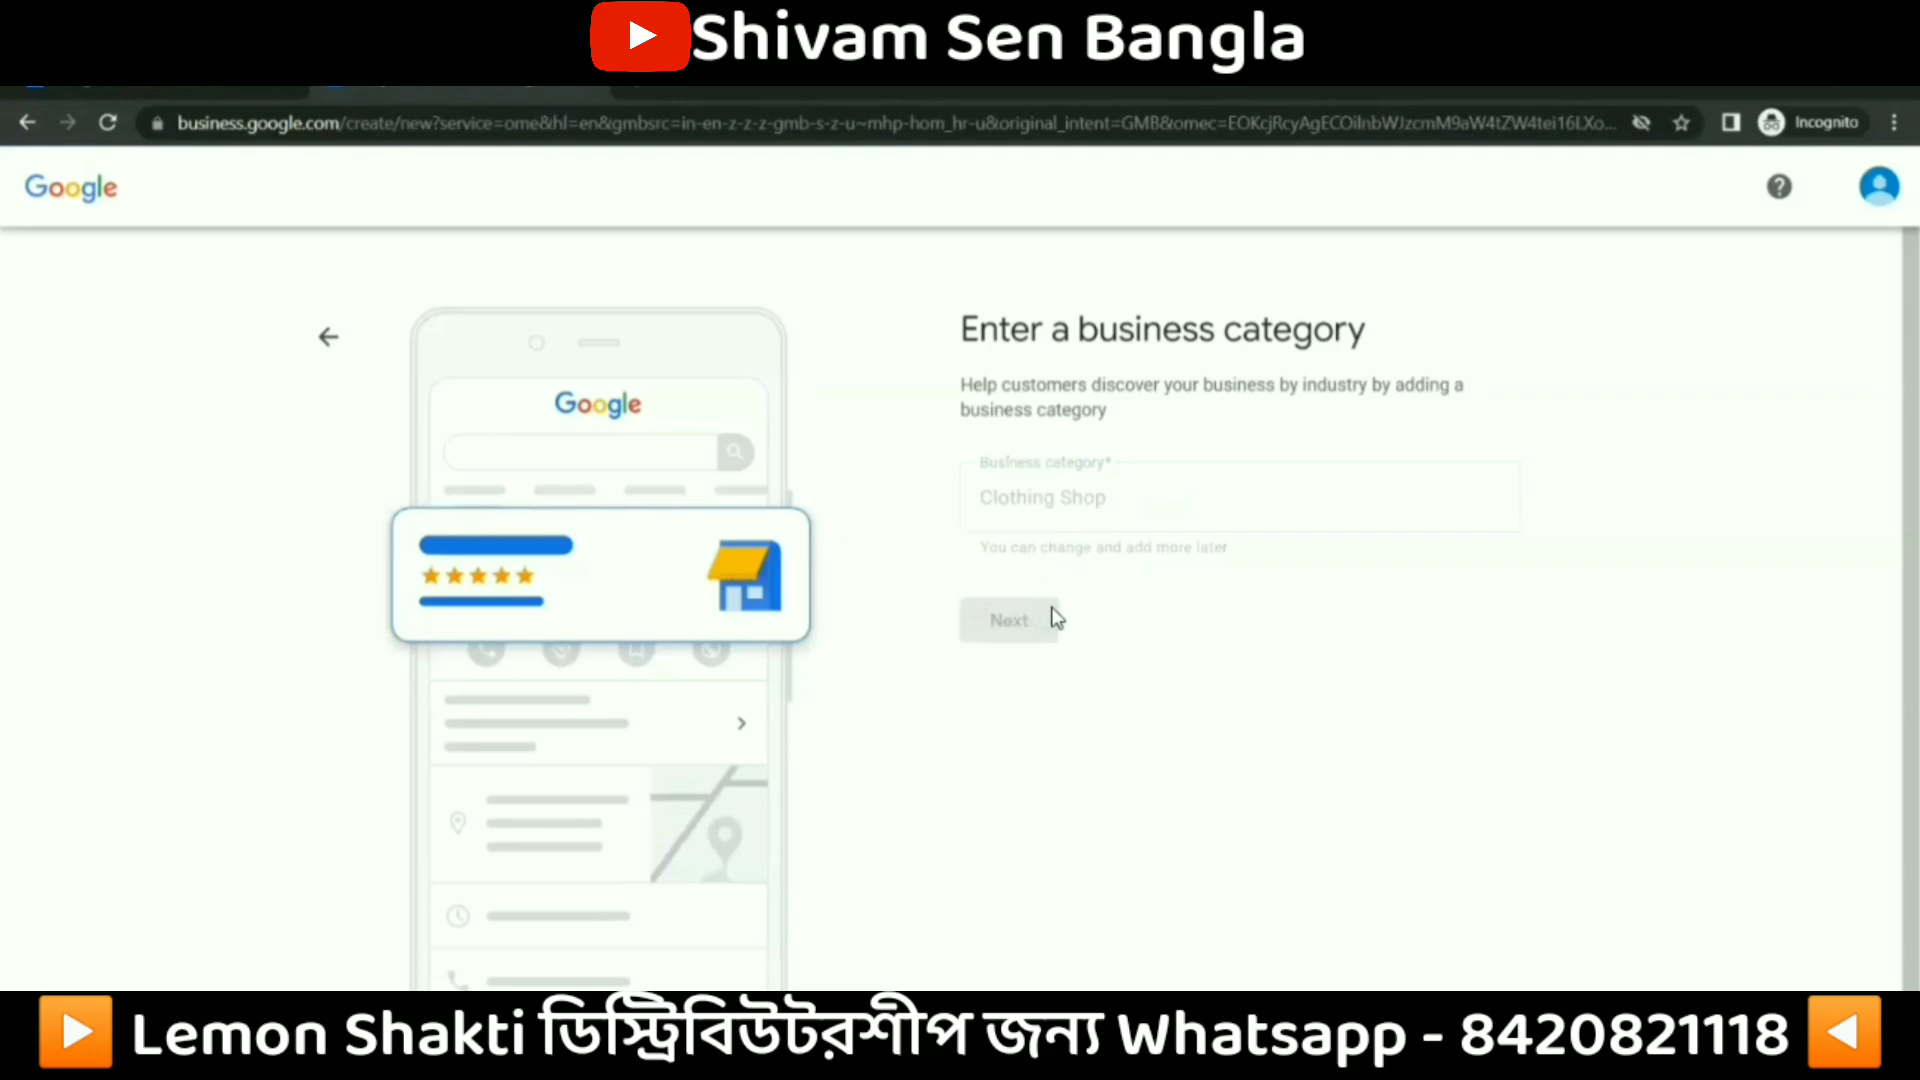 Shivam Sen Bangla
business.google.com/create/new?service=ome&hl=en&gmbsrc=in-en-z-z-z-gmb-s-z-u~mhp-hom_hr-u&original_intent=GMB&omec=
Incognito
Google
Google
Enter a business category
Help customers discover your business by industry by adding a
business category
Business category*
Clothing Shop
You can change and add more later
Next
Lemon Shakti ডিস্ট্রিবিউটরশীপ জন্য Whatsapp - 8420821118